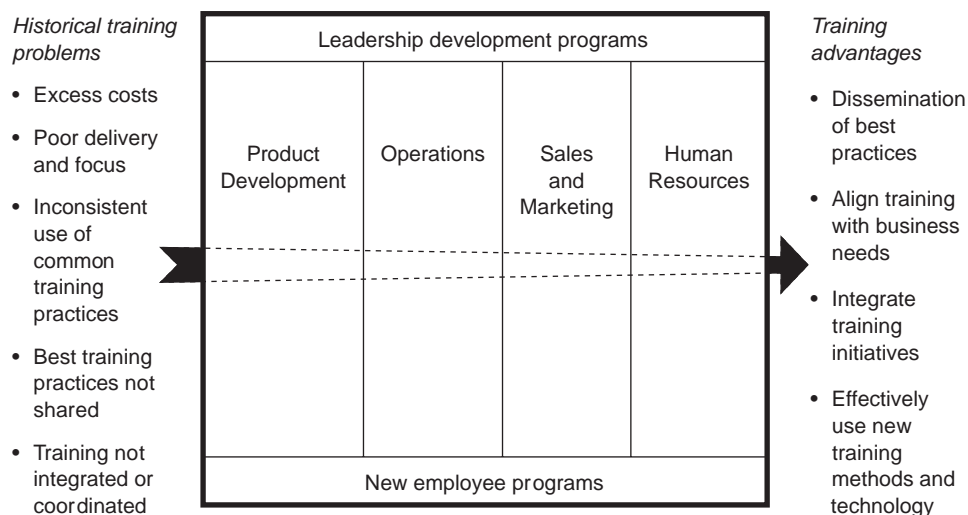 Historical training
problems
• Excess costs
• Poor delivery
and focus
• Inconsistent
use of
common
training
practices
• Best training
practices not
shared
• Training not
integrated or
coordinated
Leadership development programs
Product
Development
Operations
Sales
and
Marketing
Human
Resources
New employee programs
Training
advantages
• Dissemination
of best
practices
• Align training
with business
needs
• Integrate
training
initiatives
• Effectively
use new
training
methods and
technology